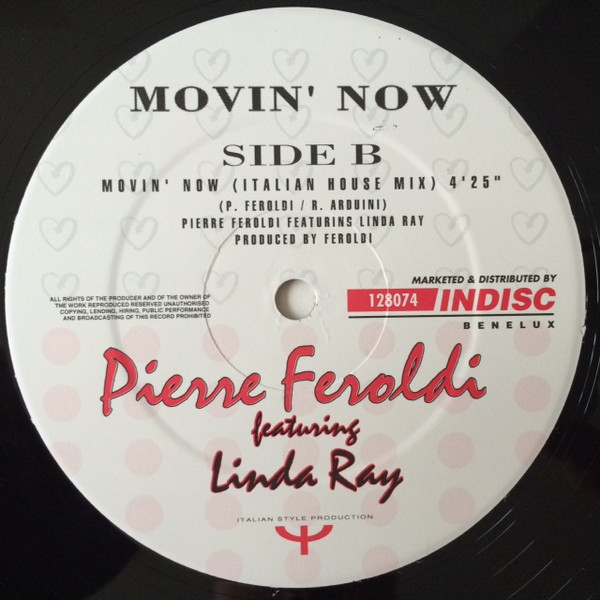 MOVIN' NOW
SIDE B
MOVIN' NOW (ITALIAN HOUSE MIX) 4'25"
(P. FEROLDI / R. ARDUINI)
PIERRE FEROLDI FEATURINS LINDA RAY
PRODUCED BY FEROLDI
ALL RIGHTS OF THE PRODUCER AND OF THE OWNER OF
THE WORK REPRODUCED RESERVED UNAUTHORISED
COPYING, LENDING, HIRING, PUBLIC PERFORMANCE
AND BROADCASTING OF THIS RECORD PROHIBITED
MARKETED & DISTRIBUTED BY
128074 INDISC
BENELUX
Pierre Feroldi
featuring
Linda Ray
ITALIAN STYLE PRODUCTION